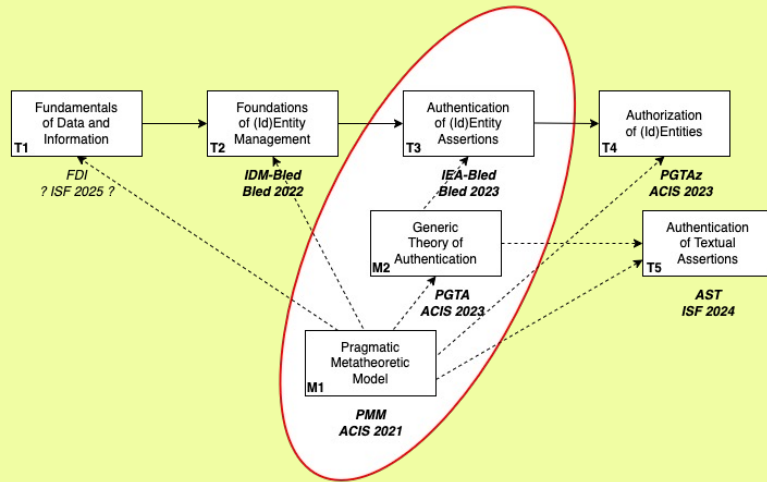 Fundamentals
of Data and
Information
T1
FDI
? ISF 2025 ?
Foundations
of (Id)Entity
Management
T2
IDM-Bled
Bled 2022
Authentication
of (Id)Entity
Assertions
T3
IEA-Bled
Bled 2023
Authorization
of (Id)Entities
T4
PGTAz
ACIS 2023
Generic
Theory of
Authentication
M2
PGTA
ACIS 2023
Authentication
of Textual
Assertions
T5
AST
ISF 2024
Pragmatic
Metatheoretic
Model
M1
PMM
ACIS 2021